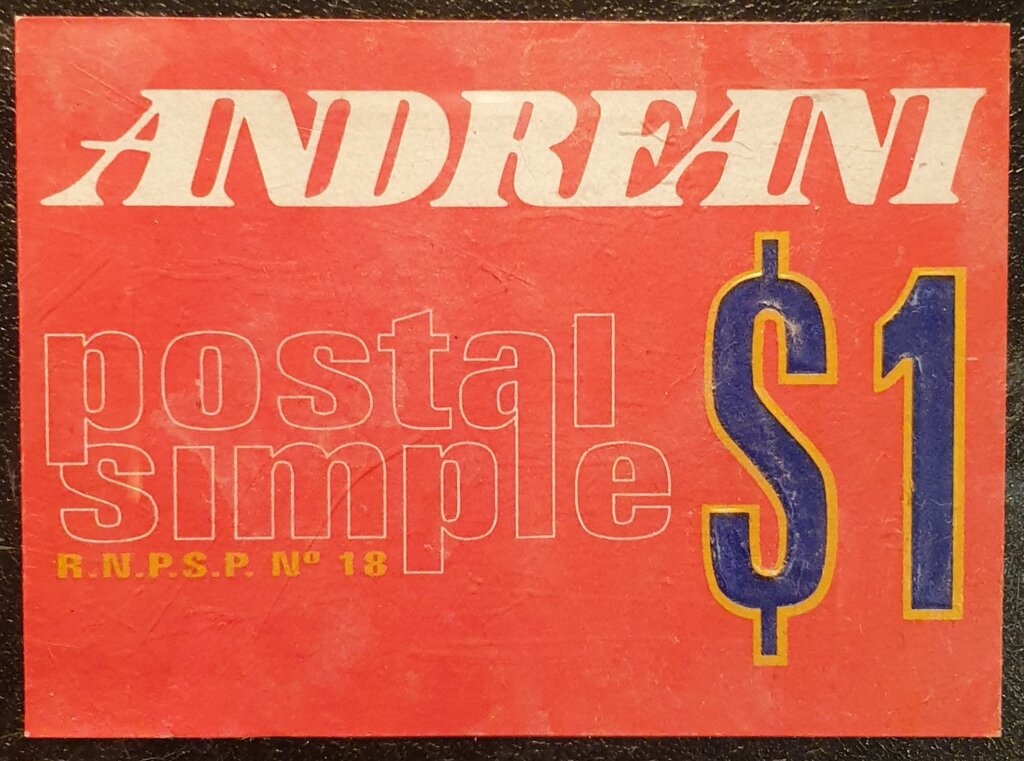 ANDREANI
postal
simple
R.N.P.S.P. Nº 18
$1